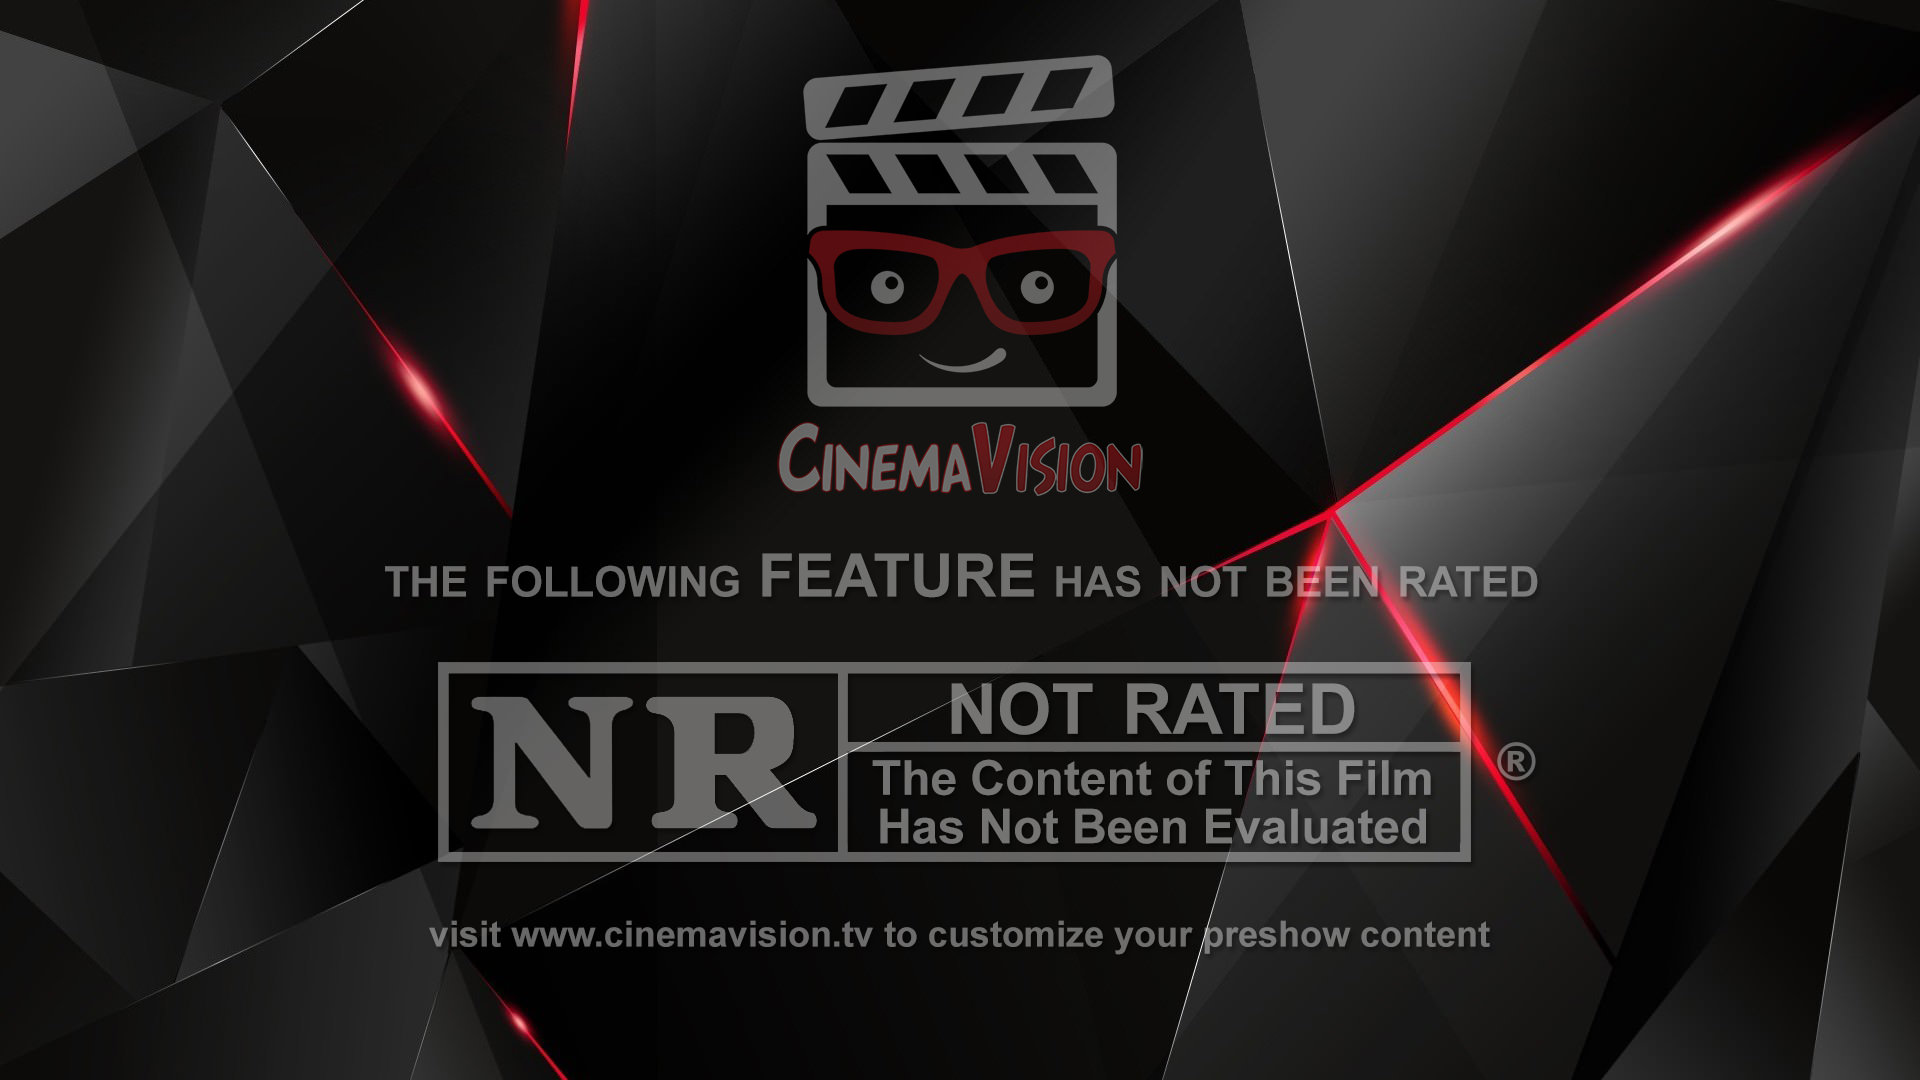 CINEMAVISION
THE FOLLOWING FEATURE HAS NOT BEEN RATED
NR
NOT RATED
The Content of This Film
Has Not Been Evaluated
®
visit www.cinemavision.tv to customize your preshow content